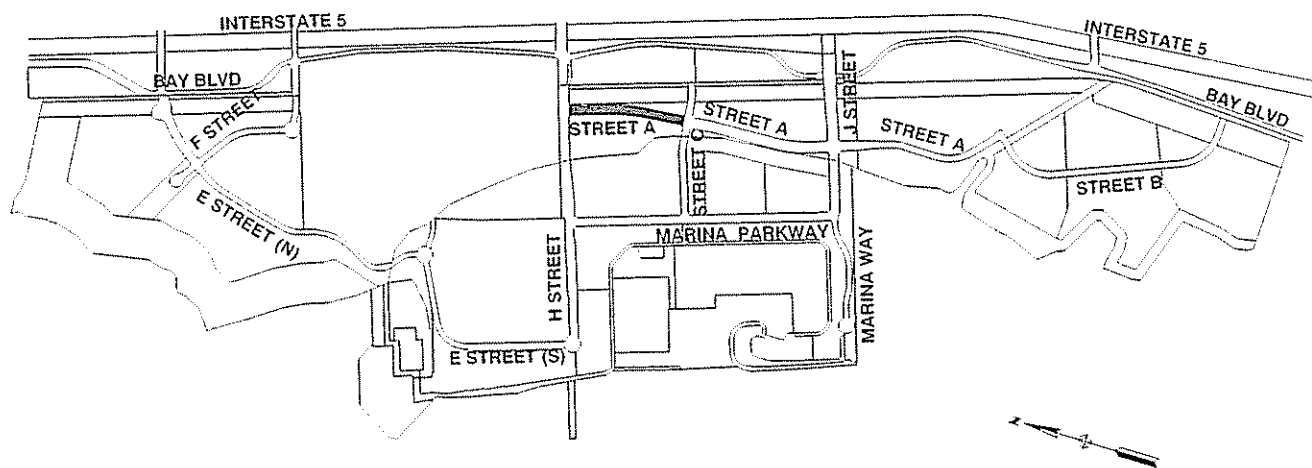 INTERSTATE 5
INTERSTATE 5
BAY BLVD
BAY BLVD
F STREET
STREET A
STREET A
J STREET
STREET A
STREET C
STREET B
E STREET (N)
H STREET
MARINA PARKWAY
MARINA WAY
E STREET (S)
N